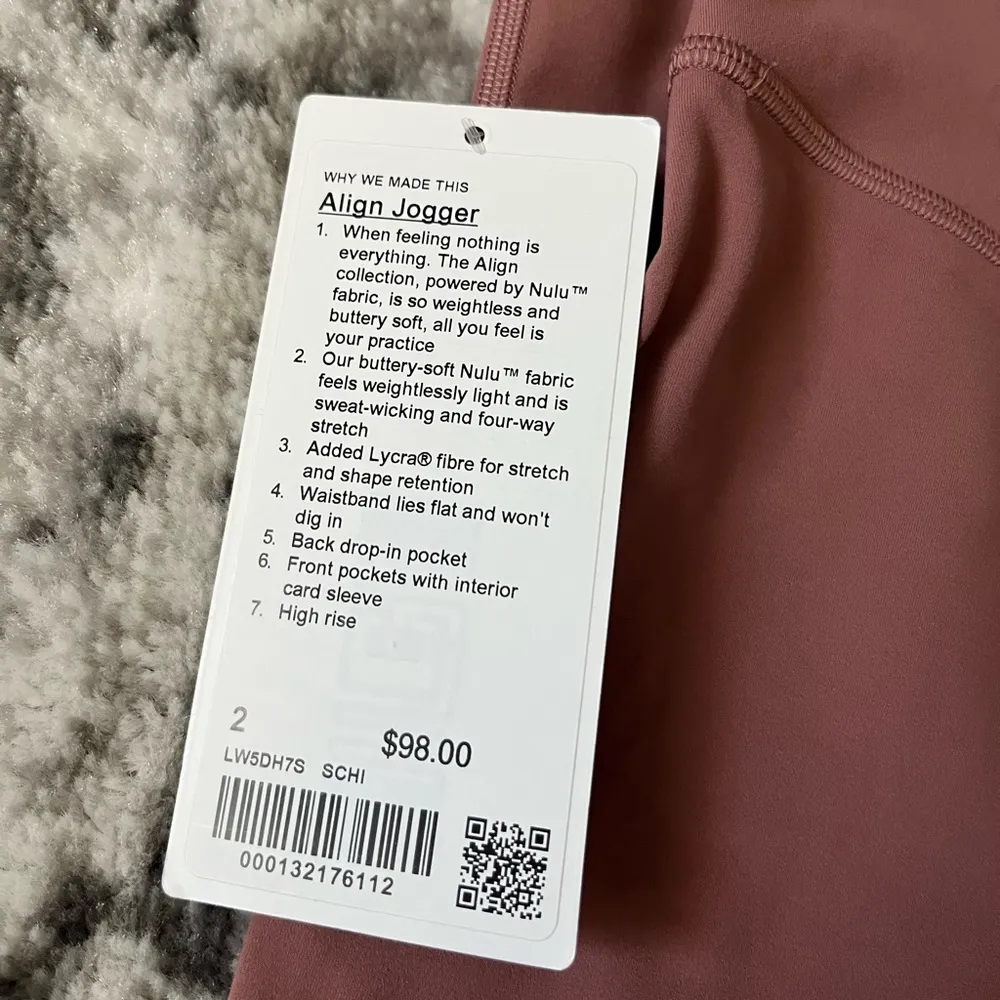 WHY WE MADE THIS
Align Jogger
1. When feeling nothing is
everything. The Align
collection, powered by Nulu™
fabric, is so weightless and
buttery soft, all you feel is
your practice
2. Our buttery-soft Nulu™ fabric
feels weightlessly light and is
sweat-wicking and four-way
stretch
3. Added Lycra® fibre for stretch
and shape retention
4. Waistband lies flat and won't
dig in
5. Back drop-in pocket
6. Front pockets with interior
card sleeve
7. High rise
2
$98.00
LW5DH7S SCHI
000132176112